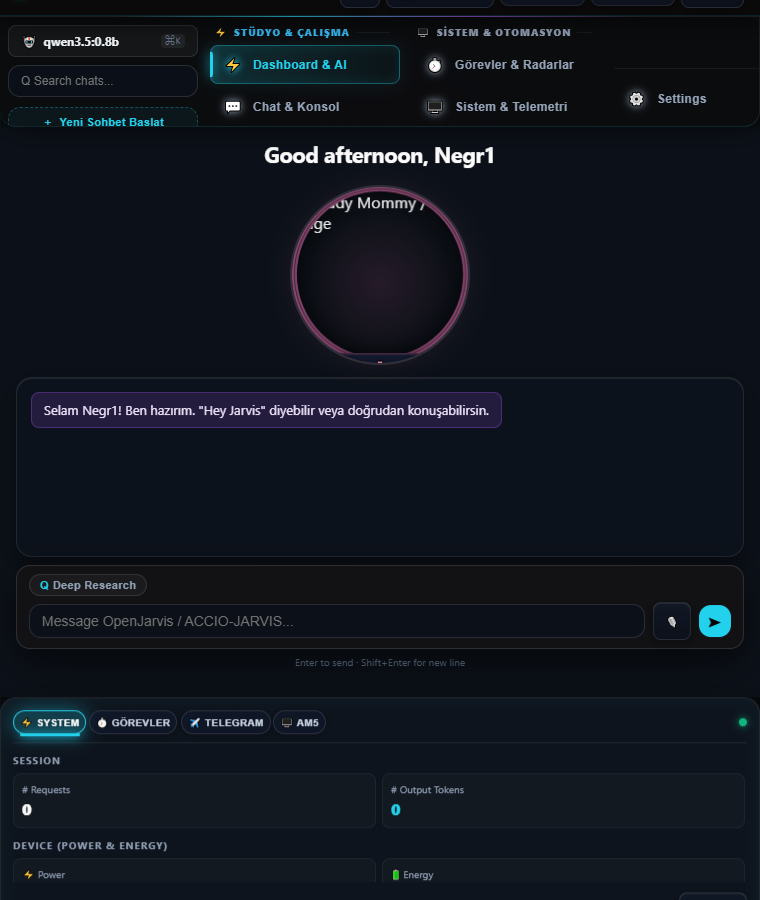 qwen3.5:0.8b ⌘K
Search chats...
+ Yeni Sohbet Başlat
STÜDYO & ÇALIŞMA
Dashboard & AI
Chat & Konsol
SİSTEM & OTOMASYON
Görevler & Radarlar
Sistem & Telemetri
Settings
Good afternoon, Negr1
Mommy /
Selam Negr1! Ben hazırım. "Hey Jarvis" diyebilir veya doğrudan konuşabilirsin.
Deep Research
Message OpenJarvis / ACCIO-JARVIS...
Enter to send · Shift+Enter for new line
SYSTEM GÖREVLER TELEGRAM AM5
SESSION
# Requests
0
# Output Tokens
0
DEVICE (POWER & ENERGY)
Power
Energy